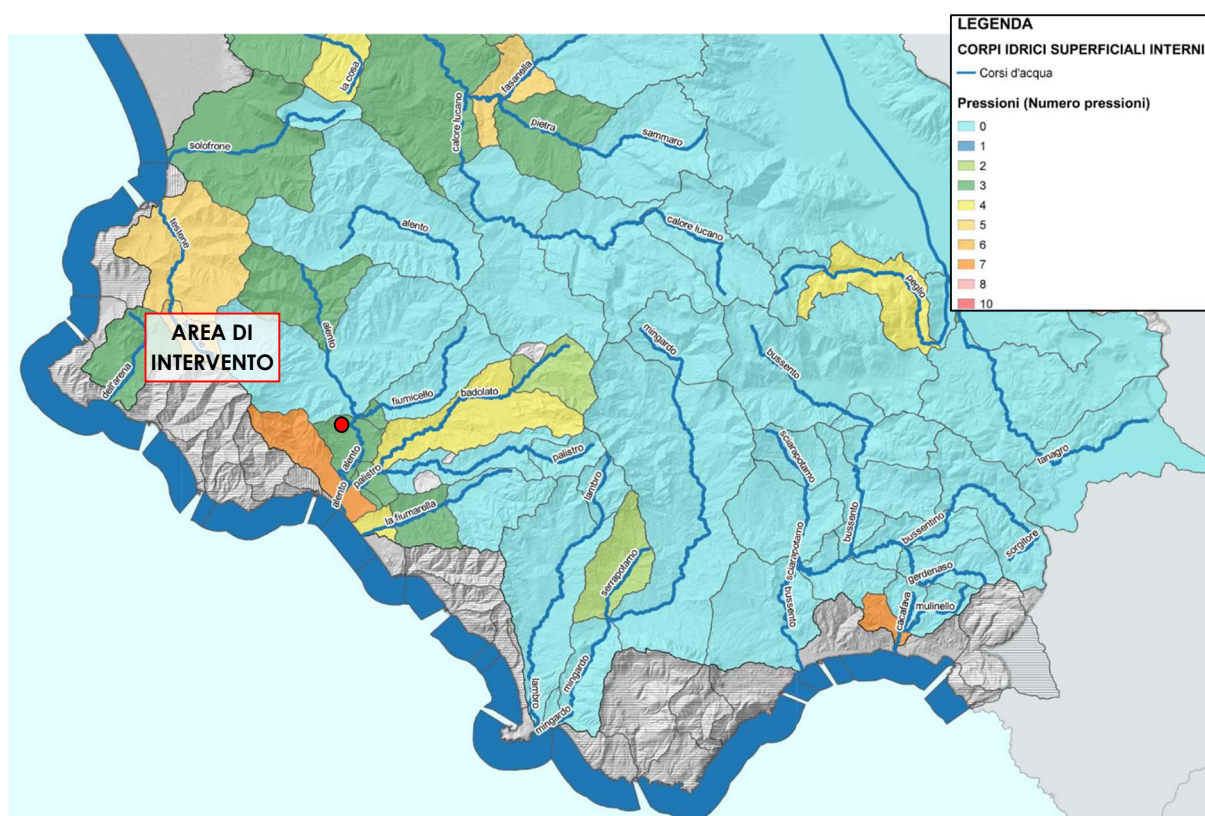 LEGENDA
CORPI IDRICI SUPERFICIALI INTERNI
Corsi d'acqua
Pressioni (Numero pressioni)
0
1
2
3
4
5
6
7
8
10
la cosa
fasanella
calore lucano
pietra
sammaro
solofrone
testene
alento
calore lucano
peglio
alento
AREA DI
INTERVENTO
dell'arena
mingardo
bussento
fiumicello
badolato
sciarapotamo
tanagro
alento
palistro
palistro
lambro
alento
la fiumarella
bussento
bussentino
sorgitore
serrapotamo
sciarapotamo
gerdenaso
bussento
cacafava
mulinello
mingardo
lambro
mingardo